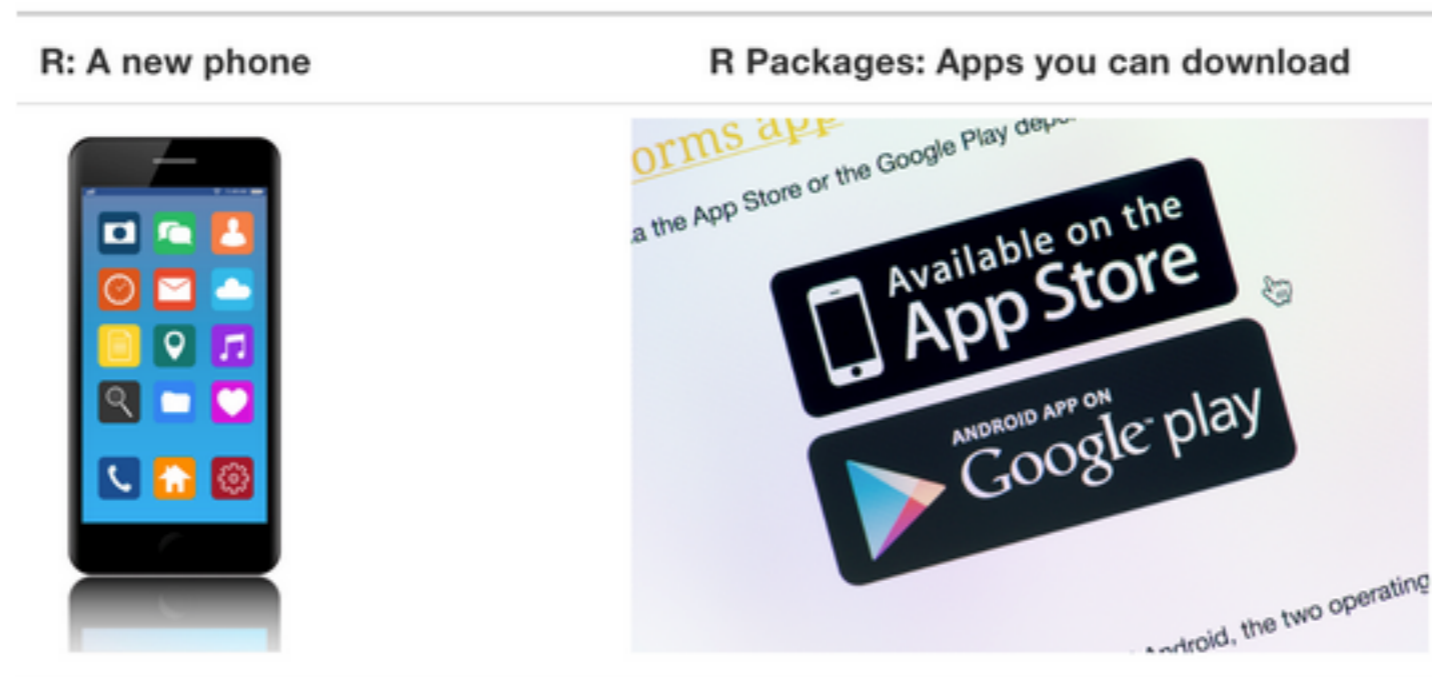 R: A new phone
R Packages: Apps you can download
orms app
a the App Store or the Google Play
Available on the
App Store
ANDROID APP ON
Google play
Android, the two operating